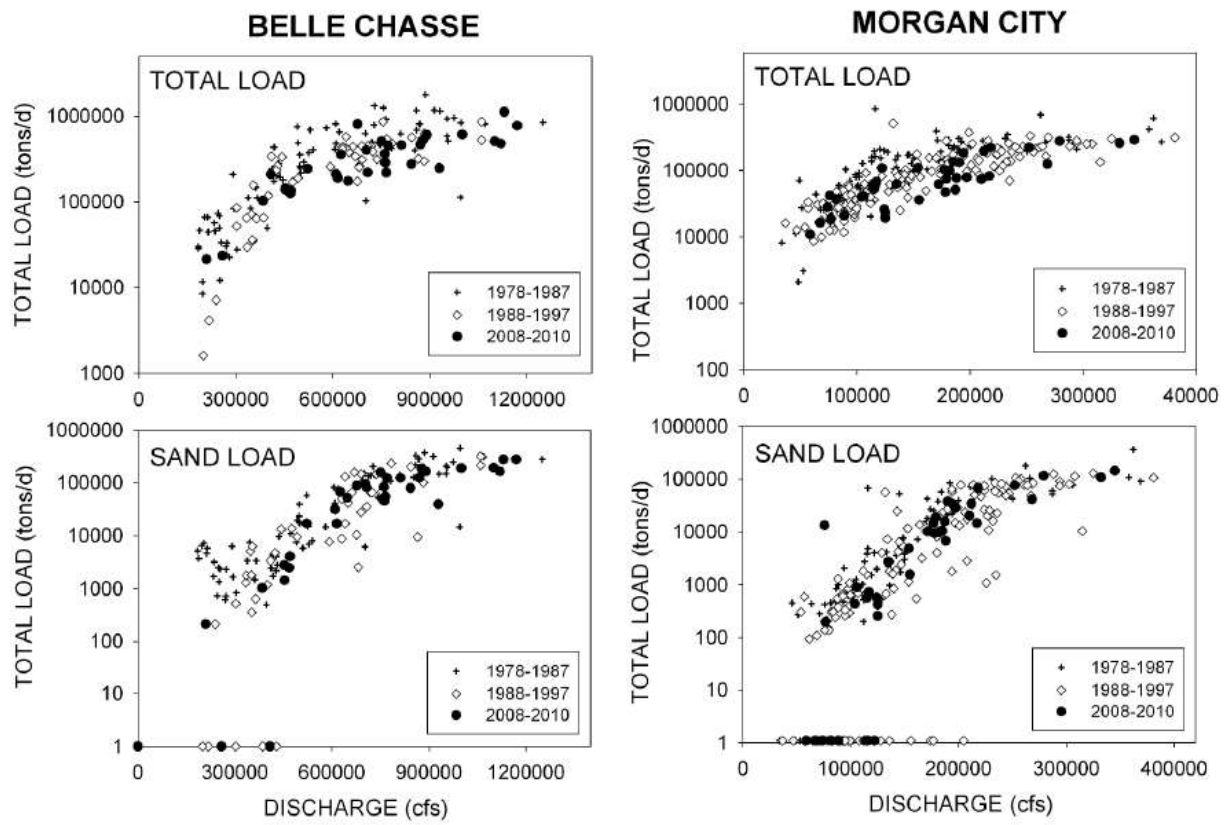 BELLE CHASSE
MORGAN CITY
TOTAL LOAD
TOTAL LOAD (tons/d)
1000000
100000
10000
1000
0 300000 600000 900000 1200000
1978-1987
1988-1997
2008-2010
TOTAL LOAD
TOTAL LOAD (tons/d)
1000000
100000
10000
1000
100
0 100000 200000 300000 40000
1978-1987
1988-1997
2008-2010
SAND LOAD
TOTAL LOAD (tons/d)
1000000
100000
10000
1000
100
10
1
0 300000 600000 900000 1200000
DISCHARGE (cfs)
1978-1987
1988-1997
2008-2010
SAND LOAD
TOTAL LOAD (tons/d)
1000000
100000
10000
1000
100
10
1
0 100000 200000 300000 400000
DISCHARGE (cfs)
1978-1987
1988-1997
2008-2010